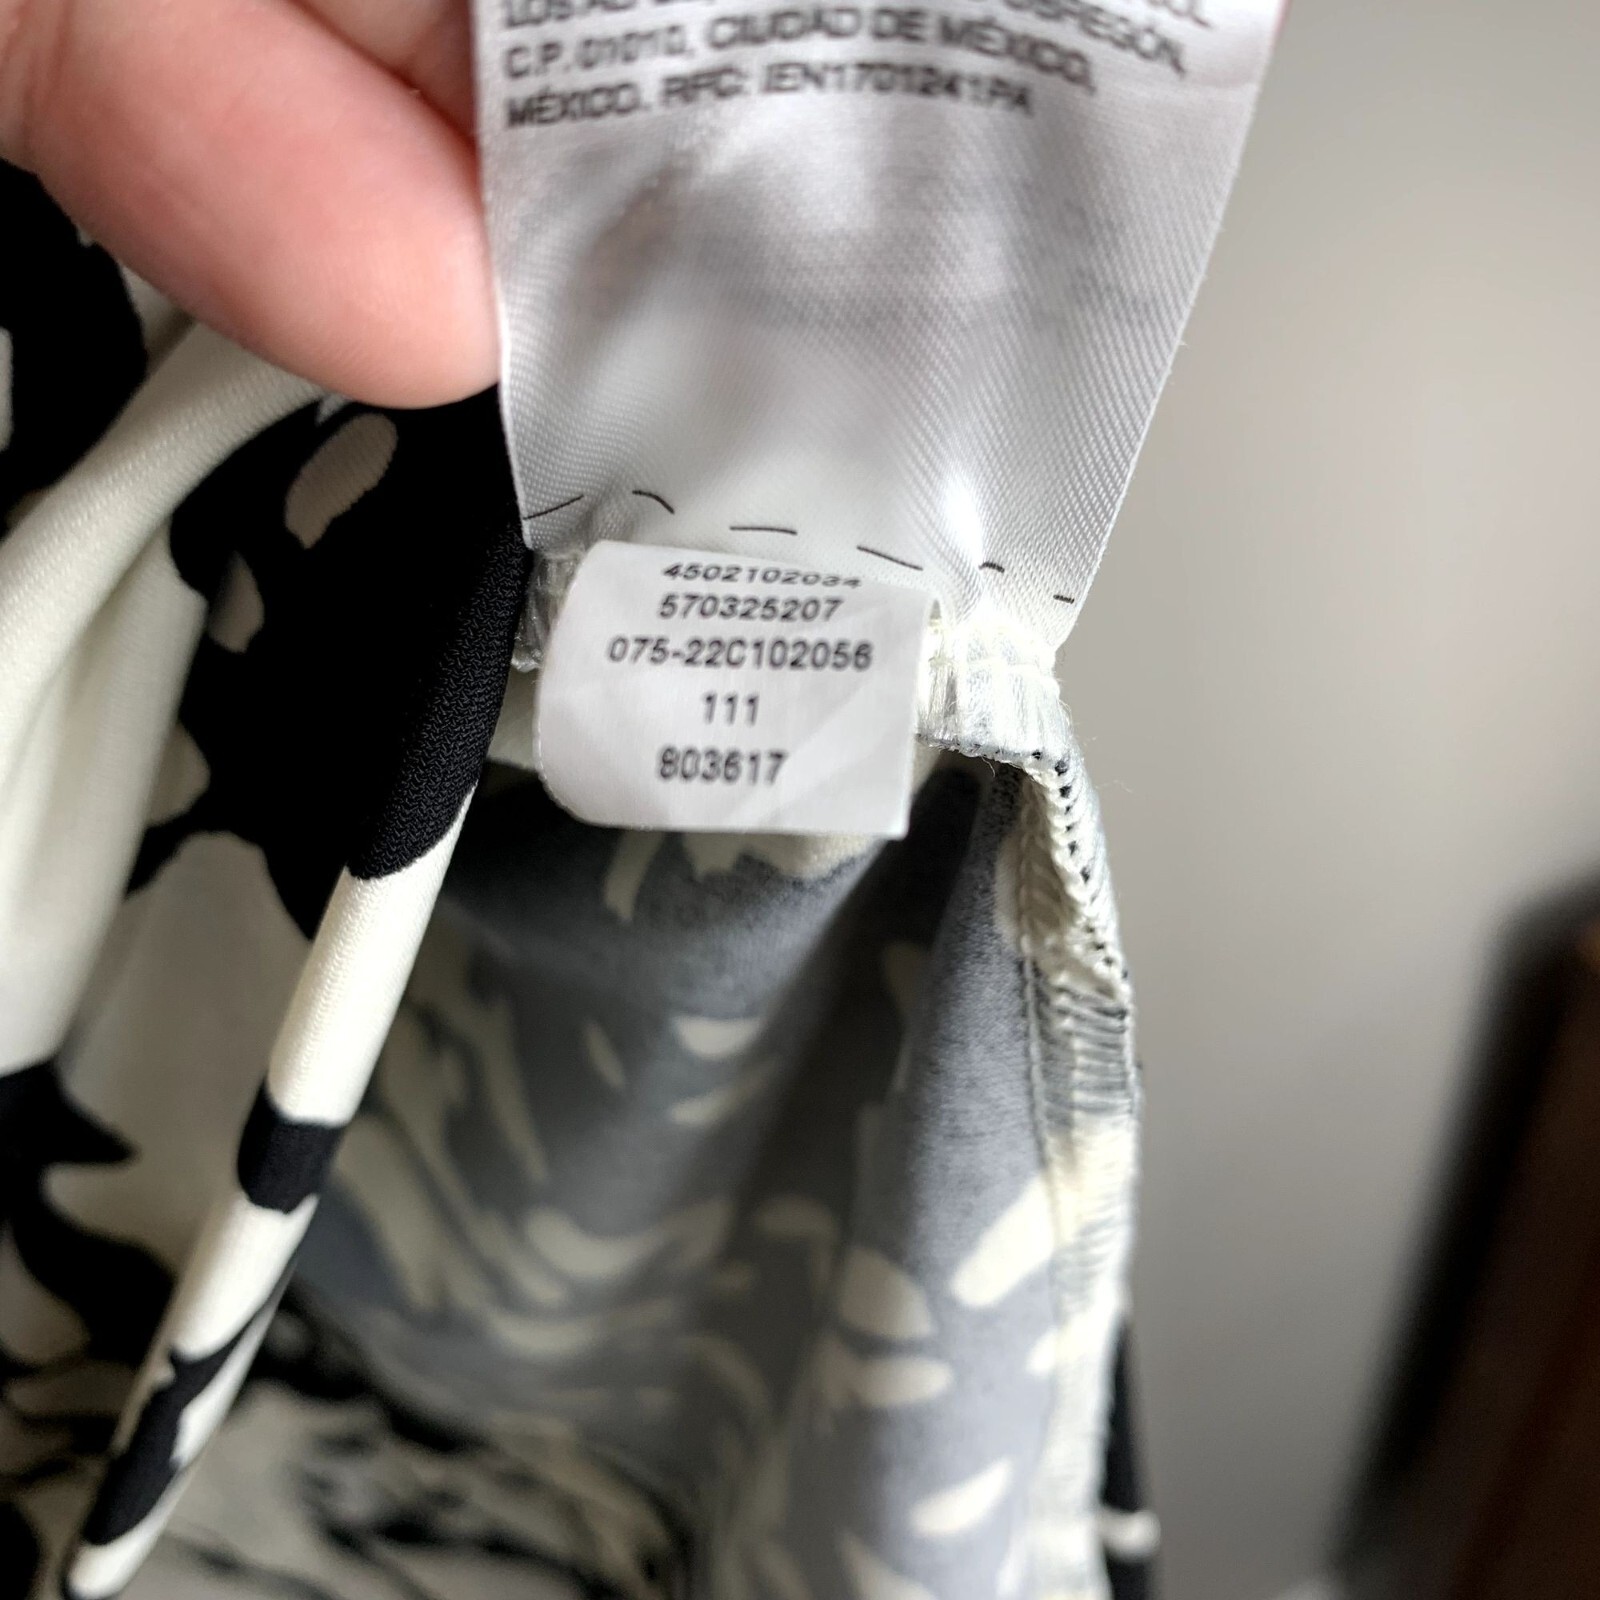 C.P. 01010, CIUDAD DE MÉXICO,
MÉXICO. RFC: IEN1701241PA
4502102034
570325207
075-22C102056
111
803617